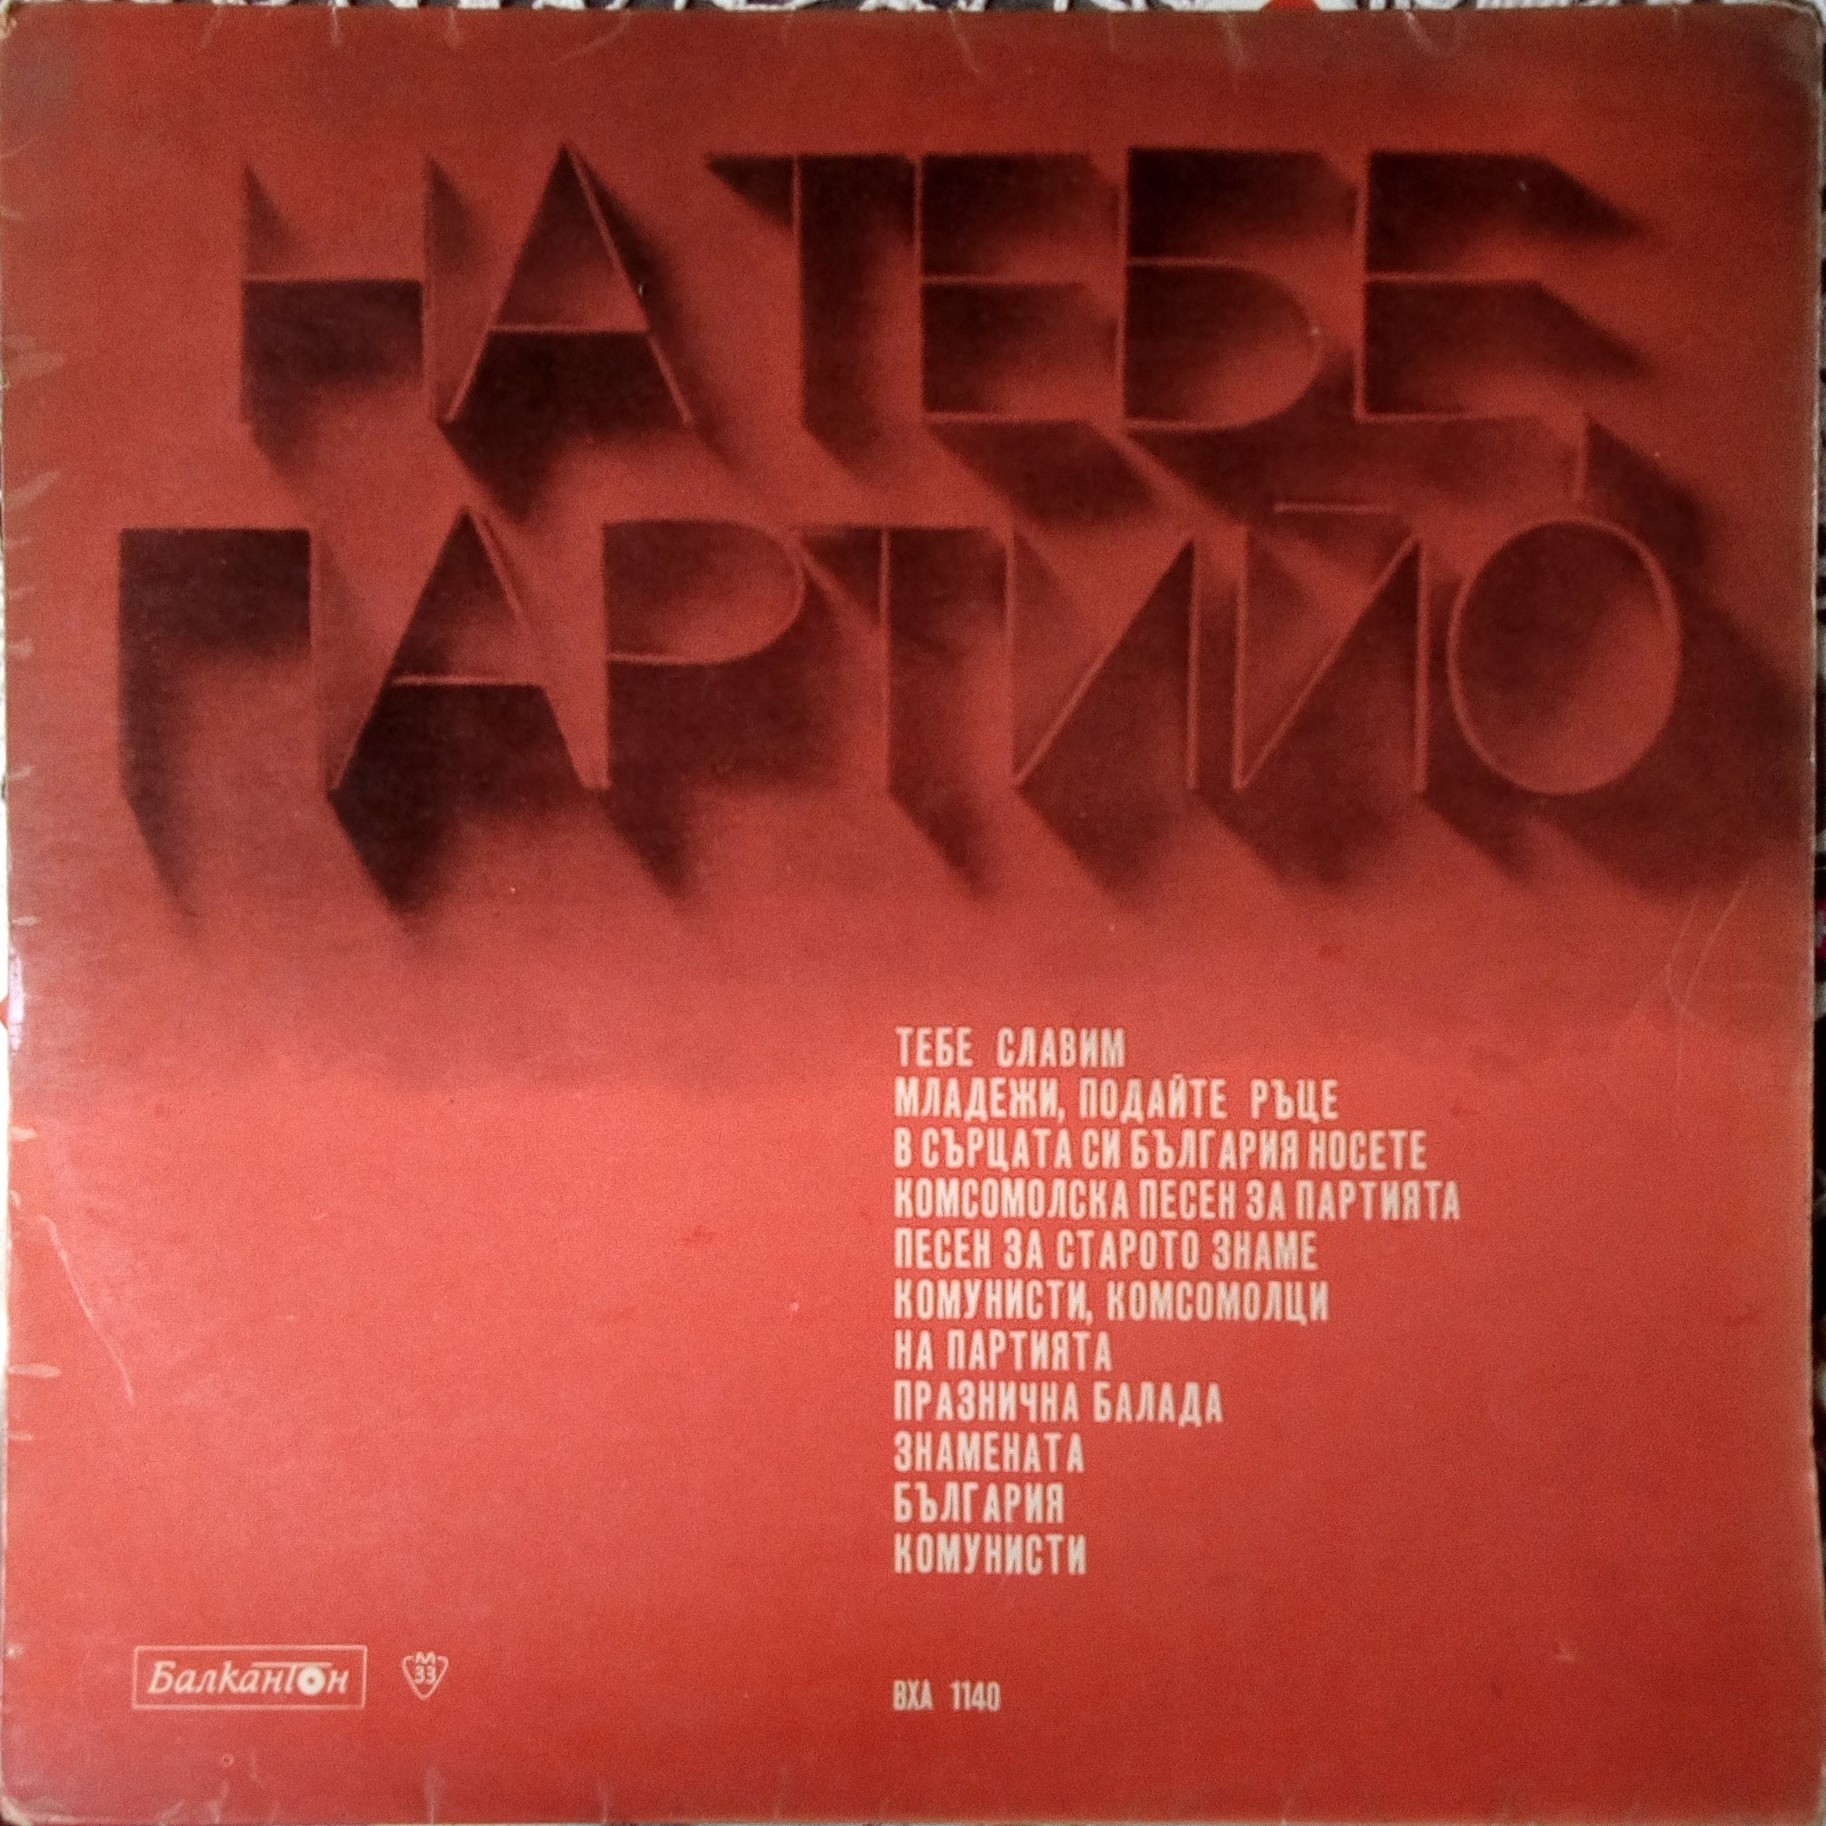 НА ТЕБЕ,
ПАРТИЙО
ТЕБЕ СЛАВИМ
МЛАДЕЖИ, ПОДАЙТЕ РЪЦЕ
В СЪРЦАТА СИ БЪЛГАРИЯ НОСЕТЕ
КОМСОМОЛСКА ПЕСЕН ЗА ПАРТИЯТА
ПЕСЕН ЗА СТАРОТО ЗНАМЕ
КОМУНИСТИ, КОМСОМОЛЦИ
НА ПАРТИЯТА
ПРАЗНИЧНА БАЛАДА
ЗНАМЕНАТА
БЪЛГАРИЯ
КОМУНИСТИ
Балкантон
М
33
ВХА 1140